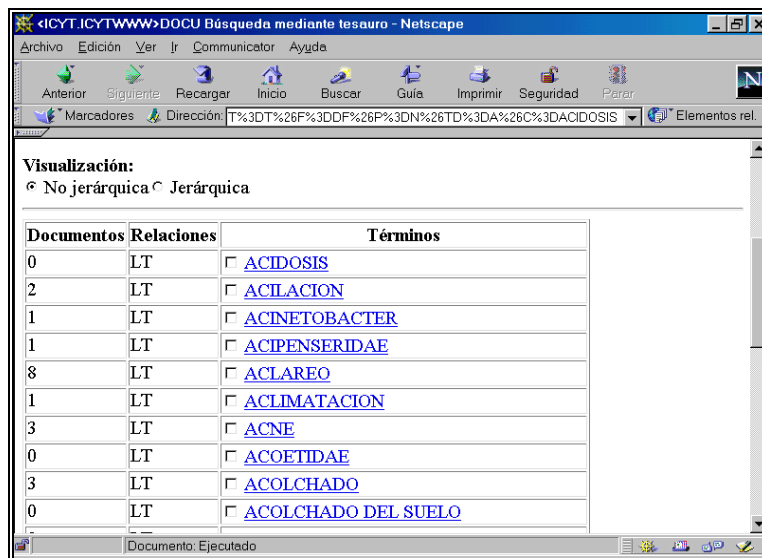 <ICYT.ICYTWWW>DOCU Búsqueda mediante tesauro - Netscape
Archivo Edición Ver Ir Communicator Ayuda
Anterior Siguiente Recargar Inicio Buscar Guía Imprimir Seguridad Parar
N
Marcadores Dirección: T%3DT%26F%3DDF%26P%3DN%26TD%3DA%26C%3DACIDOSIS Elementos rel.
Visualización:
No jerárquica Jerárquica
Documentos Relaciones Términos
0 LT ACIDOSIS
2 LT ACILACION
1 LT ACINETOBACTER
1 LT ACIPENSERIDAE
8 LT ACLAREO
1 LT ACLIMATACION
3 LT ACNE
0 LT ACOETIDAE
3 LT ACOLCHADO
0 LT ACOLCHADO DEL SUELO
Documento: Ejecutado